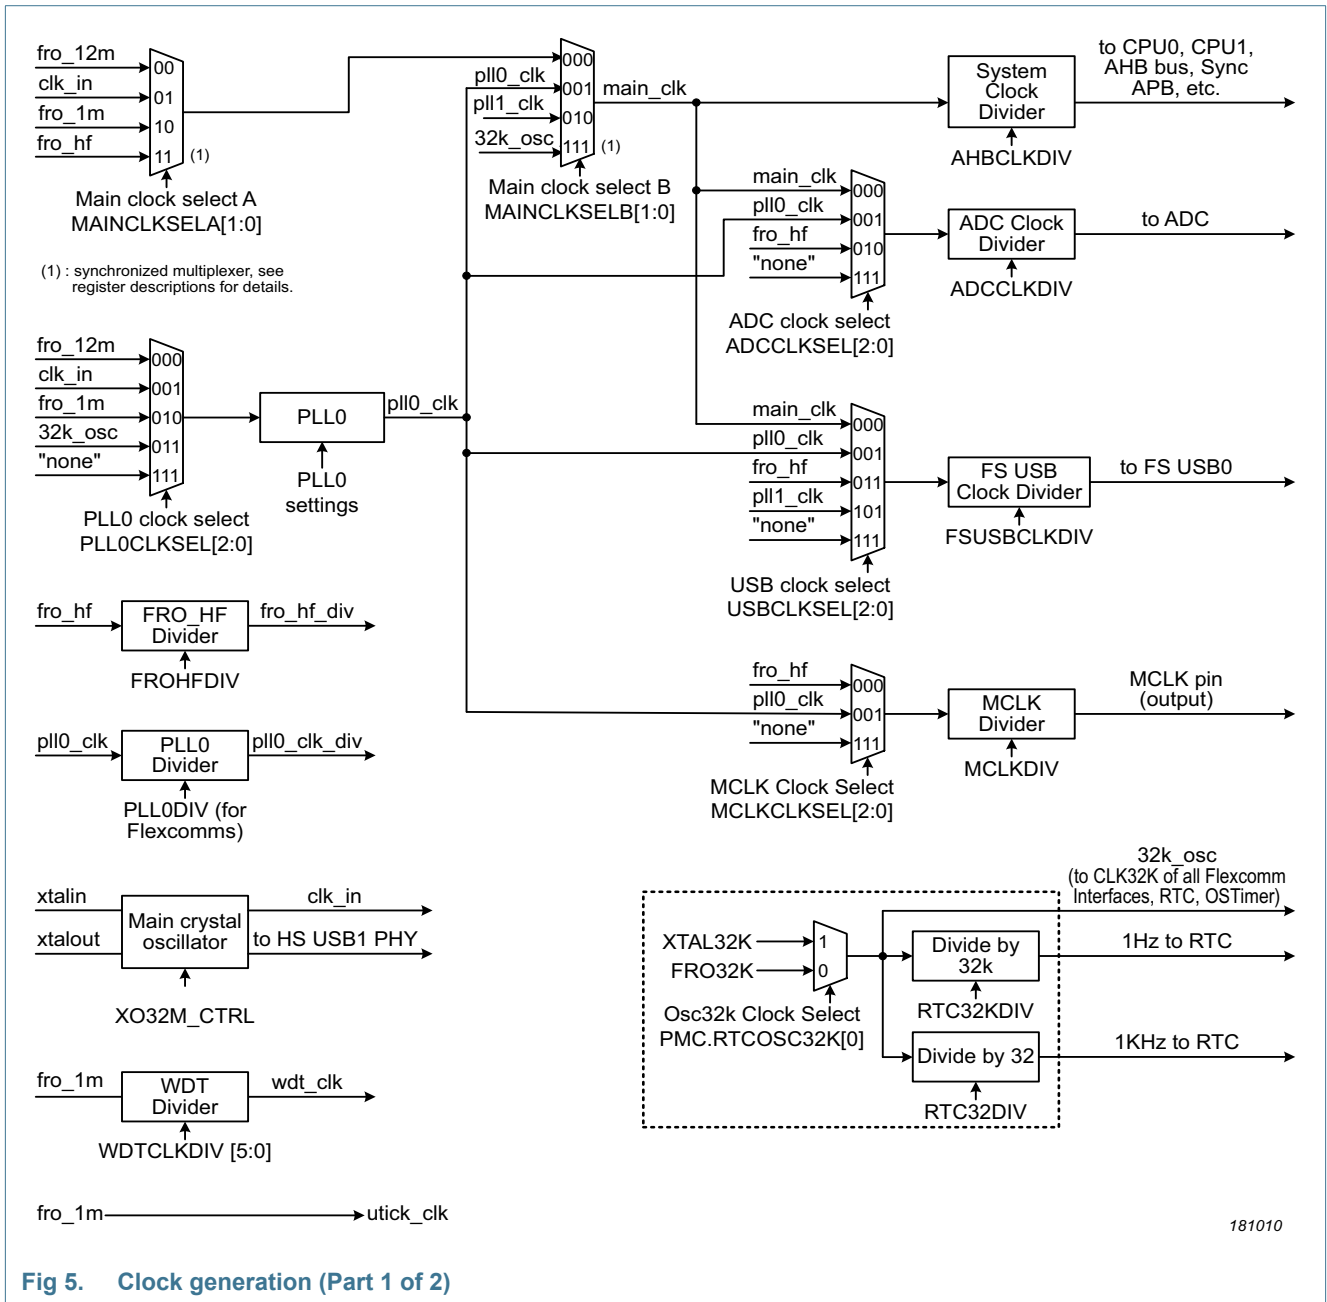 fro_12m
clk_in
fro_1m
fro_hf
00
01
10
11
(1)
Main clock select A
MAINCLKSELA[1:0]
(1) : synchronized multiplexer, see
register descriptions for details.
pll0_clk
pll1_clk
32k_osc
000
001
010
111
(1)
main_clk
Main clock select B
MAINCLKSELB[1:0]
System
Clock
Divider
AHBCLKDIV
to CPU0, CPU1,
AHB bus, Sync
APB, etc.
main_clk
pll0_clk
fro_hf
"none"
000
001
010
111
ADC clock select
ADCCLKSEL[2:0]
ADC Clock
Divider
ADCCLKDIV
to ADC
fro_12m
clk_in
fro_1m
32k_osc
"none"
000
001
010
011
111
PLL0 clock select
PLL0CLKSEL[2:0]
PLL0
PLL0
settings
pll0_clk
main_clk
pll0_clk
fro_hf
pll1_clk
"none"
000
001
011
101
111
USB clock select
USBCLKSEL[2:0]
FS USB
Clock Divider
FSUSBCLKDIV
to FS USB0
fro_hf
FRO_HF
Divider
fro_hf_div
FROHFDIV
fro_hf
pll0_clk
"none"
000
001
111
MCLK Clock Select
MCLKCLKSEL[2:0]
MCLK
Divider
MCLKDIV
MCLK pin
(output)
pll0_clk
PLL0
Divider
pll0_clk_div
PLL0DIV (for
Flexcomms)
xtalin
xtalout
Main crystal
oscillator
clk_in
to HS USB1 PHY
XO32M_CTRL
XTAL32K
FRO32K
1
0
Osc32k Clock Select
PMC.RTCOSC32K[0]
32k_osc
(to CLK32K of all Flexcomm
Interfaces, RTC, OSTimer)
Divide by
32k
1Hz to RTC
RTC32KDIV
Divide by 32
1KHz to RTC
RTC32DIV
fro_1m
WDT
Divider
wdt_clk
WDTCLKDIV [5:0]
fro_1m
utick_clk
181010
Fig 5. Clock generation (Part 1 of 2)